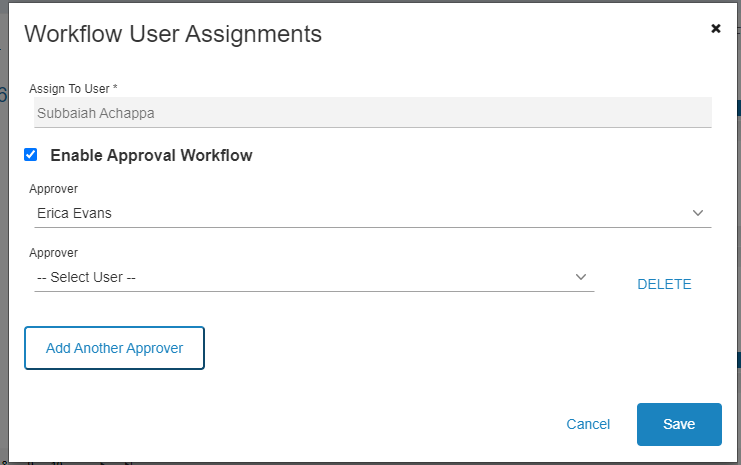 Workflow User Assignments
Assign To User *
Subbaiah Achappa
Enable Approval Workflow
Approver
Erica Evans
Approver
-- Select User --
DELETE
Add Another Approver
Cancel
Save